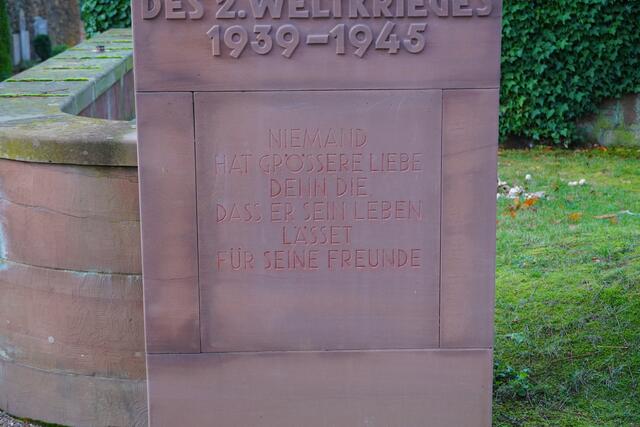 DES 2. WELTKRIEGES
1939–1945
NIEMAND
HAT GRÖSSERE LIEBE
DENN DIE
DASS ER SEIN LEBEN
LÄSSET
FÜR SEINE FREUNDE